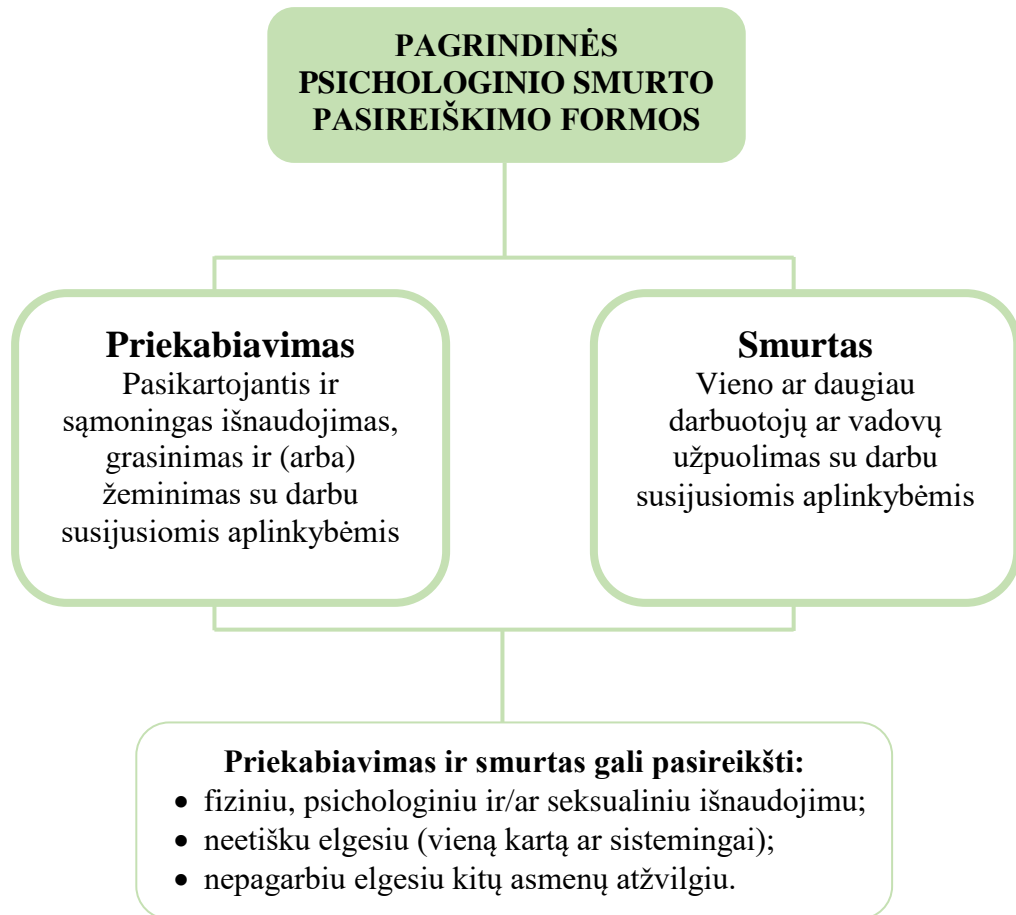 PAGRINDINĖS
PSICHOLOGINIO SMURTO
PASIREIŠKIMO FORMOS
Priekabiavimas
Pasikartojantis ir
sąmoningas išnaudojimas,
grasinimas ir (arba)
žeminimas su darbu
susijusiomis aplinkybėmis
Smurtas
Vieno ar daugiau
darbuotojų ar vadovų
užpuolimas su darbu
susijusiomis aplinkybėmis
Priekabiavimas ir smurtas gali pasireikšti:
• fiziniu, psichologiniu ir/ar seksualiniu išnaudojimu;
• neetišku elgesiu (vieną kartą ar sistemingai);
• nepagarbiu elgesiu kitų asmenų atžvilgiu.